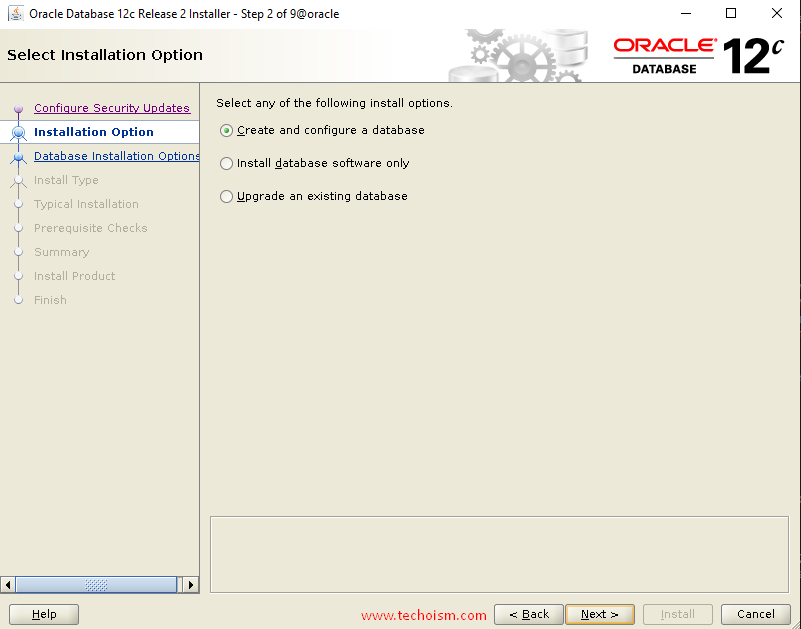 Oracle Database 12c Release 2 Installer - Step 2 of 9@oracle
Select Installation Option
ORACLE®
DATABASE
12c
Configure Security Updates
Installation Option
Database Installation Options
Install Type
Typical Installation
Prerequisite Checks
Summary
Install Product
Finish
Select any of the following install options.
Create and configure a database
Install database software only
Upgrade an existing database
Help
www.techoism.com
< Back
Next >
Install
Cancel